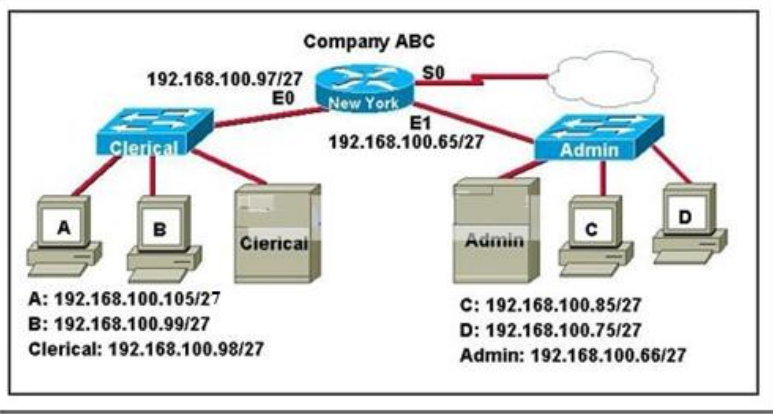 Company ABC
192.168.100.97/27
E0
S0
New York
E1
192.168.100.65/27
Clerical
Admin
A
B
Clerical
Admin
C
D
A: 192.168.100.105/27
B: 192.168.100.99/27
Clerical: 192.168.100.98/27
C: 192.168.100.85/27
D: 192.168.100.75/27
Admin: 192.168.100.66/27